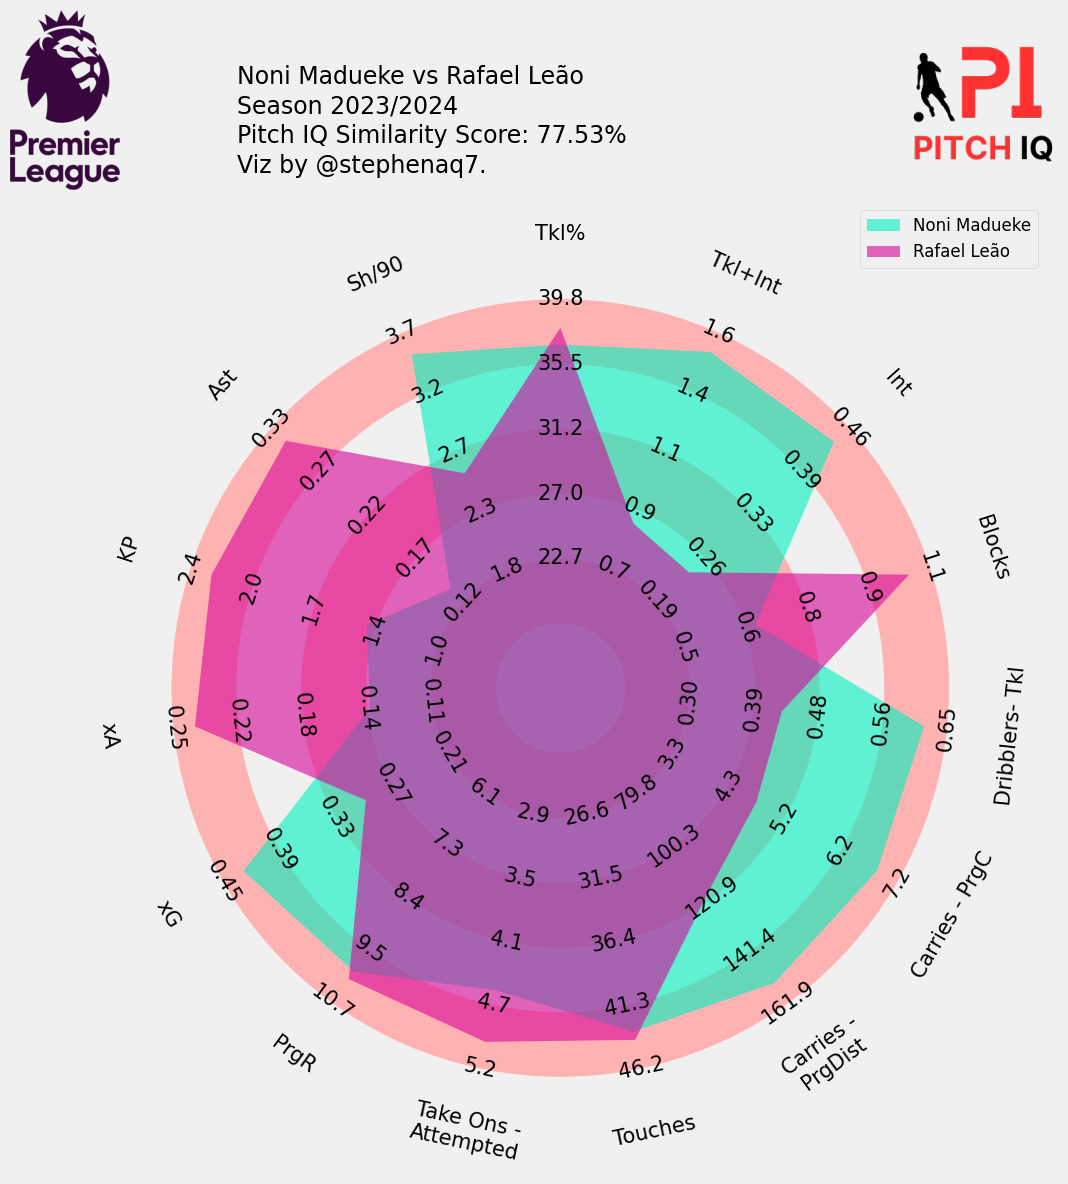 Premier
League
Noni Madueke vs Rafael Leão
Season 2023/2024
Pitch IQ Similarity Score: 77.53%
Viz by @stephenaq7.
PI
PITCH IQ
Noni Madueke
Rafael Leão
Tkl%
39.8
35.5
31.2
27.0
22.7
Tkl+Int
1.6
1.4
1.1
0.9
0.7
Int
0.46
0.39
0.33
0.26
0.19
Blocks
1.1
0.9
0.8
0.6
0.5
Dribblers- Tkl
0.65
0.56
0.48
0.39
0.30
Carries - PrgC
7.2
6.2
5.2
4.3
3.3
Carries -
PrgDist
161.9
141.4
120.9
100.3
79.8
Touches
46.2
41.3
36.4
31.5
26.6
Take Ons -
Attempted
5.2
4.7
4.1
3.5
2.9
PrgR
10.7
9.5
8.4
7.3
6.1
xG
0.45
0.39
0.33
0.27
0.21
xA
0.25
0.22
0.18
0.14
0.11
KP
2.4
2.0
1.7
1.4
1.0
Ast
0.33
0.27
0.22
0.17
0.12
Sh/90
3.7
3.2
2.7
2.3
1.8